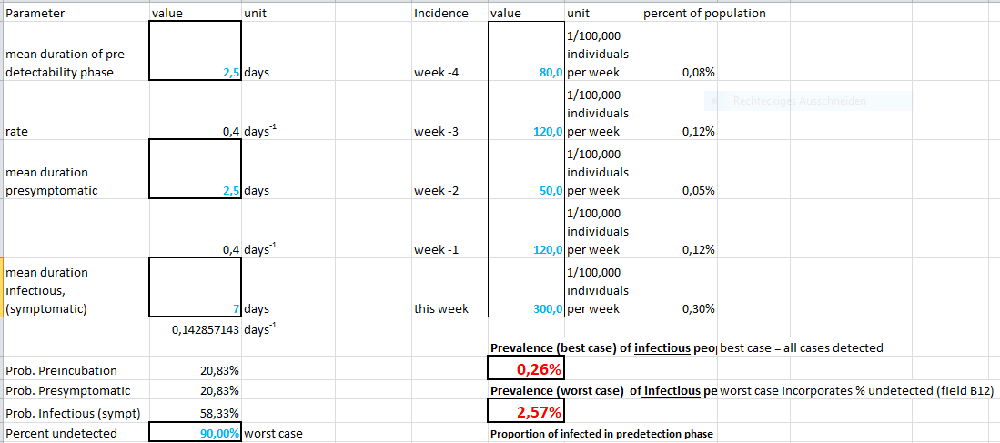 Parameter value unit Incidence value unit percent of population
1/100,000
mean duration of pre- individuals
detectability phase 2,5 days week -4 80,0 per week 0,08%
1/100,000
individuals
Rechteckiges Ausschneiden
rate 0,4 days-1 week -3 120,0 per week 0,12%
1/100,000
mean duration individuals
presymptomatic 2,5 days week -2 50,0 per week 0,05%
1/100,000
individuals
0,4 days-1 week -1 120,0 per week 0,12%
mean duration 1/100,000
infectious, individuals
(symptomatic) 7 days this week 300,0 per week 0,30%
0,142857143 days-1
Prevalence (best case) of infectious peo best case = all cases detected
Prob. Preincubation 20,83% 0,26%
Prob. Presymptomatic 20,83% Prevalence (worst case) of infectious pe worst case incorporates % undetected (field B12)
Prob. Infectious (sympt) 58,33% 2,57%
Percent undetected 90,00% worst case Proportion of infected in predetection phase